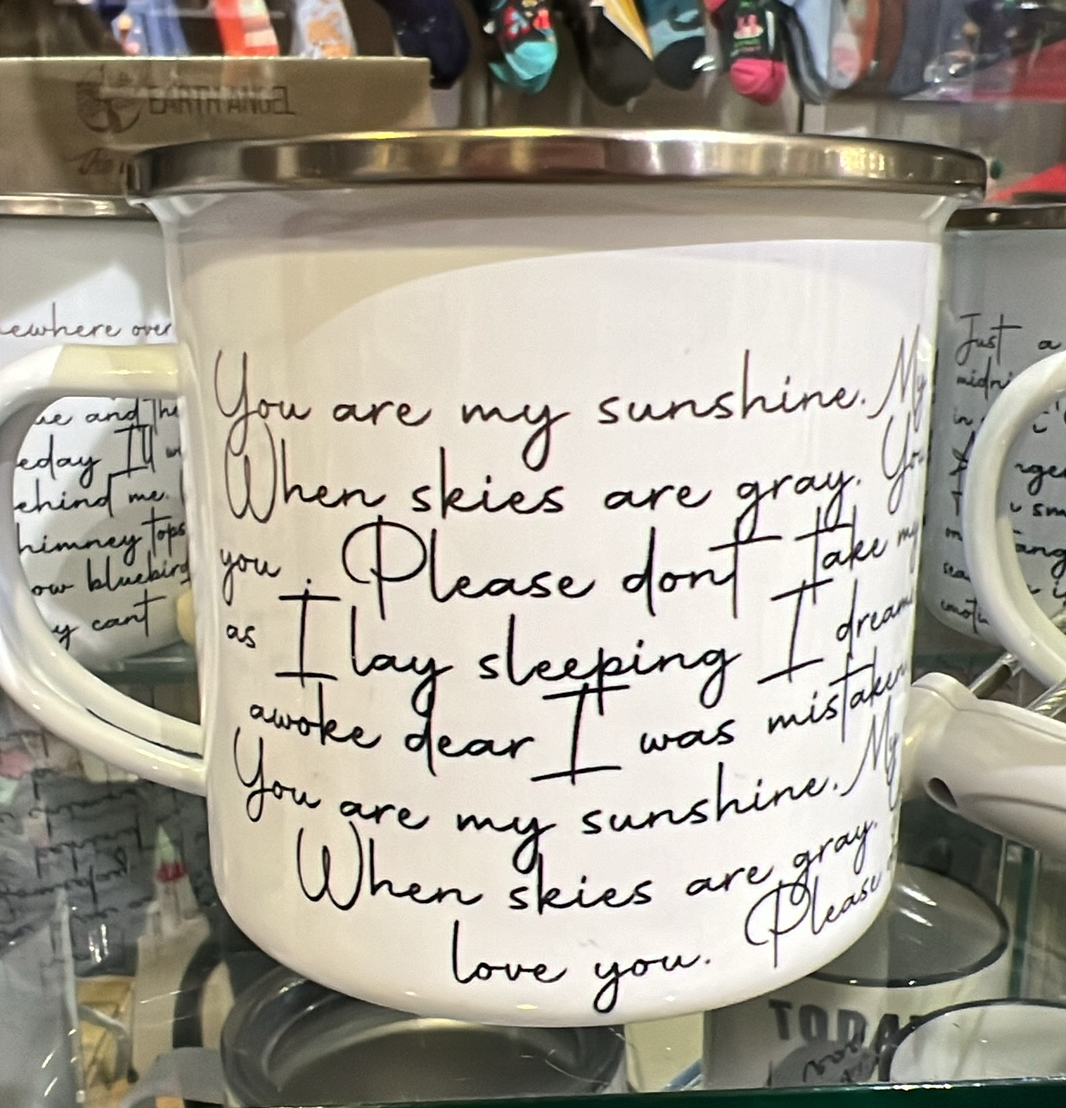 EARTH ANGEL
You are my sunshine. My
When skies are gray. You
you. Please dont take my
as I lay sleeping I dream
awoke dear I was mistaken
You are my sunshine. My
When skies are gray.
love you. Please
ewhere over
ue and th
eday I'll w
ehind me.
himney tops
ow bluebird
y cant
Just a
midni
in
TODA